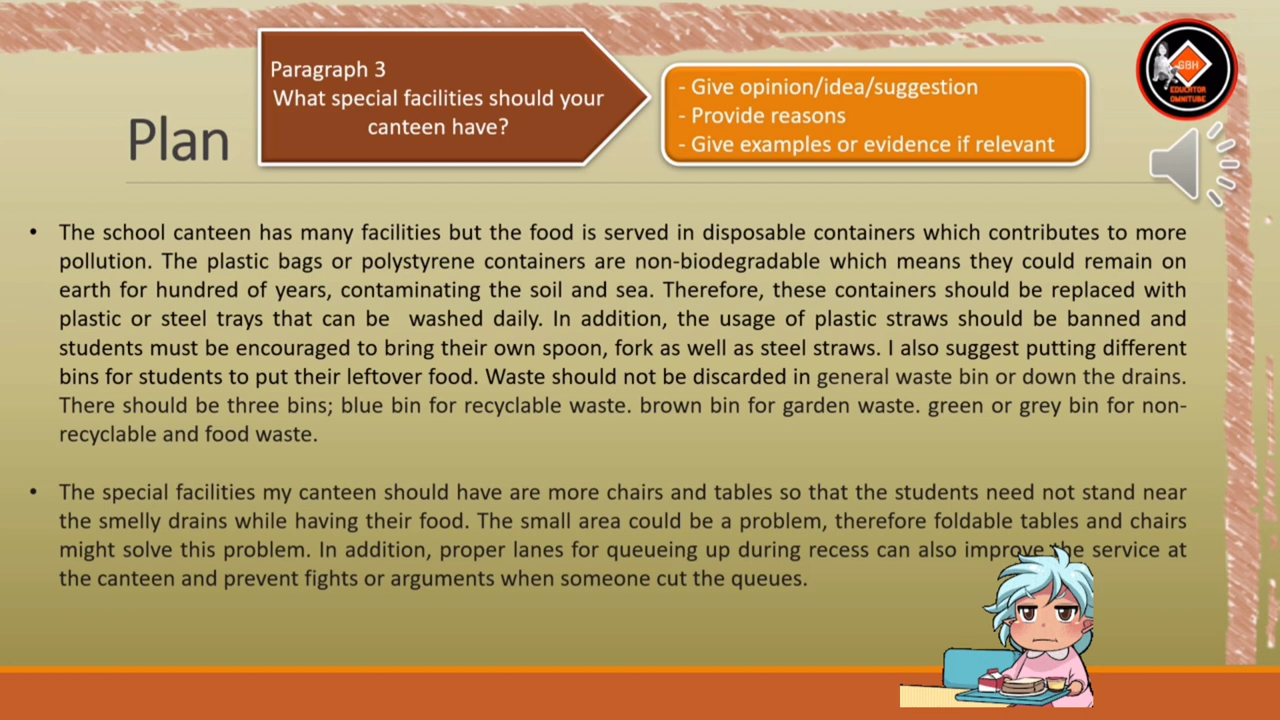 Paragraph 3
What special facilities should your
canteen have?
- Give opinion/idea/suggestion
- Provide reasons
- Give examples or evidence if relevant
SBH
EDUCATOR
OMNITUBE
Plan
• The school canteen has many facilities but the food is served in disposable containers which contributes to more
pollution. The plastic bags or polystyrene containers are non-biodegradable which means they could remain on
earth for hundred of years, contaminating the soil and sea. Therefore, these containers should be replaced with
plastic or steel trays that can be washed daily. In addition, the usage of plastic straws should be banned and
students must be encouraged to bring their own spoon, fork as well as steel straws. I also suggest putting different
bins for students to put their leftover food. Waste should not be discarded in general waste bin or down the drains.
There should be three bins; blue bin for recyclable waste. brown bin for garden waste. green or grey bin for non-
recyclable and food waste.
• The special facilities my canteen should have are more chairs and tables so that the students need not stand near
the smelly drains while having their food. The small area could be a problem, therefore foldable tables and chairs
might solve this problem. In addition, proper lanes for queueing up during recess can also improve the service at
the canteen and prevent fights or arguments when someone cut the queues.